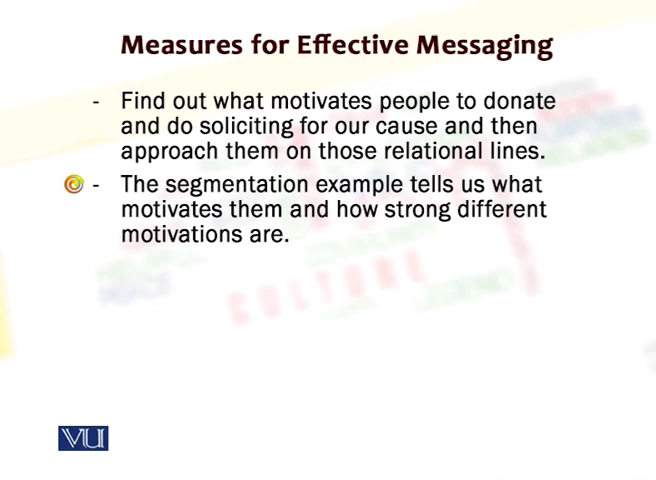 Measures for Effective Messaging
- Find out what motivates people to donate
and do soliciting for our cause and then
approach them on those relational lines.
- The segmentation example tells us what
motivates them and how strong different
motivations are.
CULTURE
VU